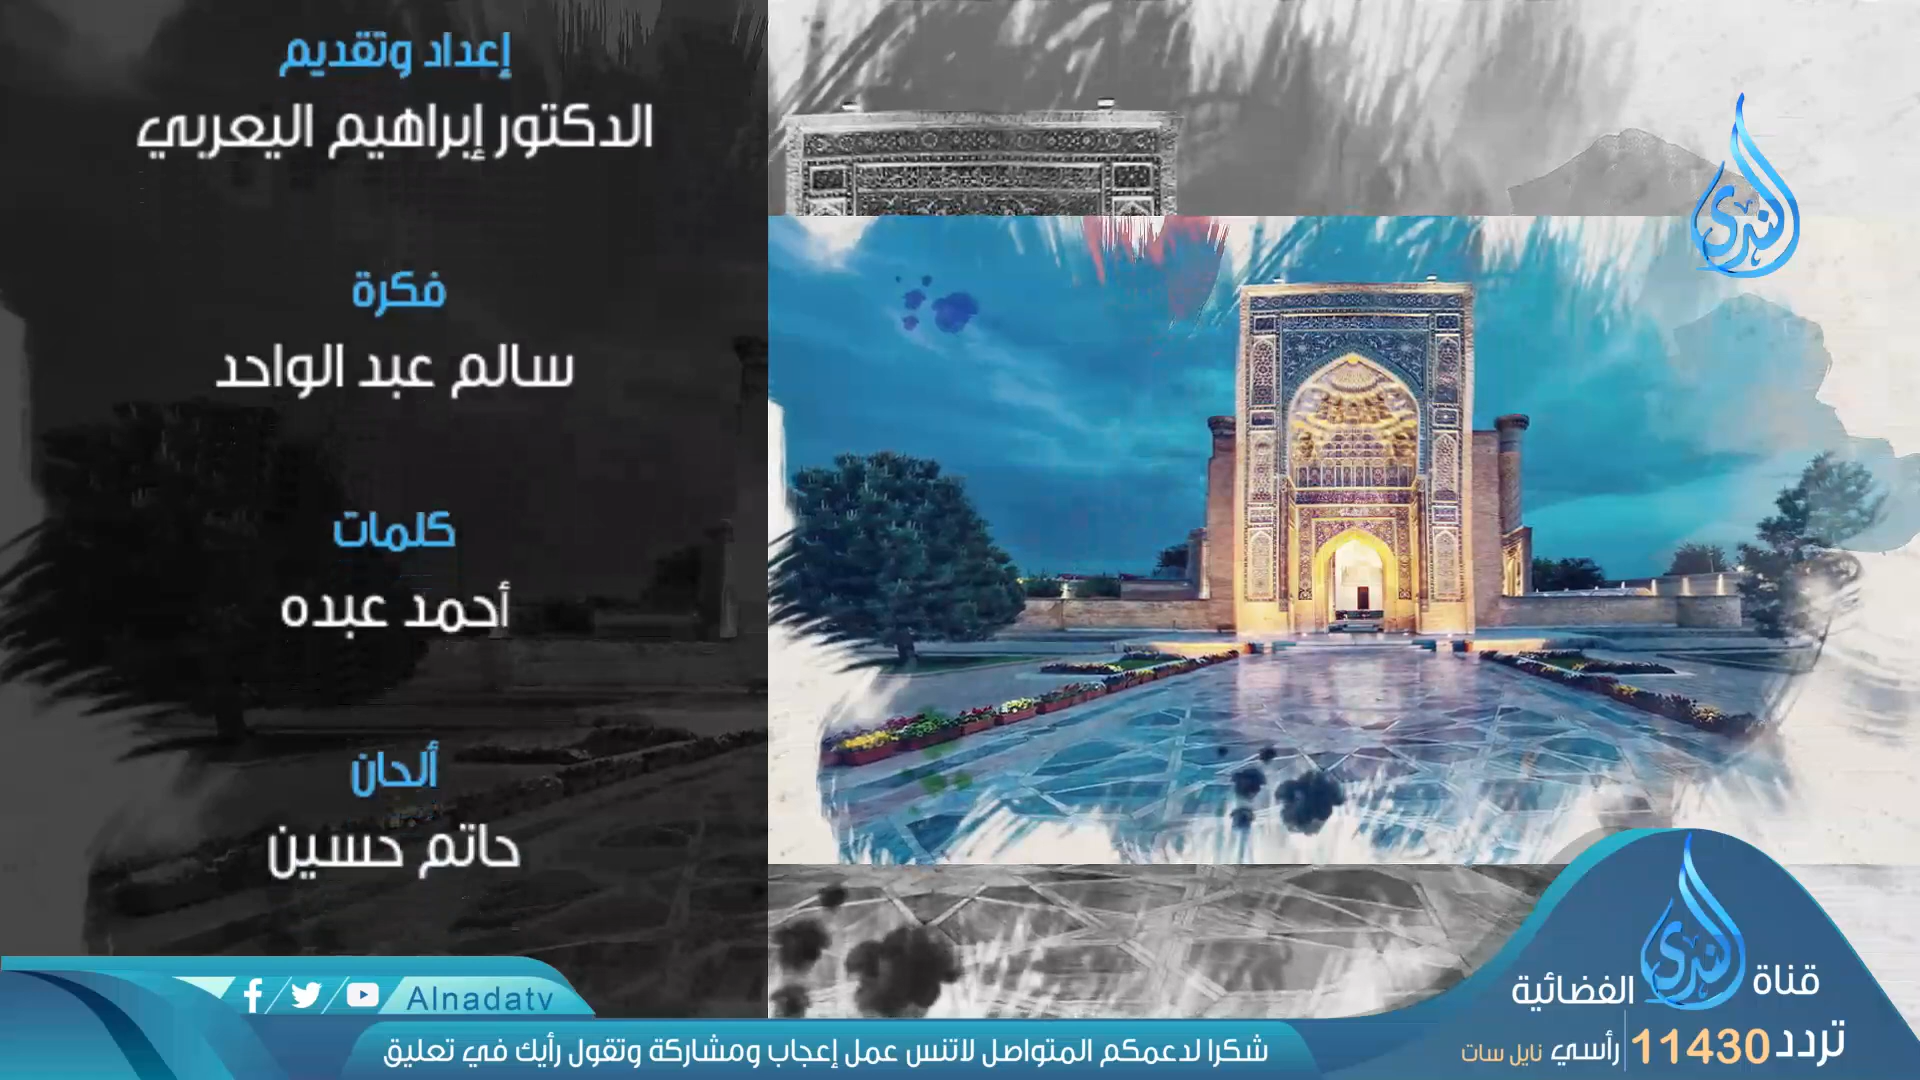 إعداد وتقديم
الدكتور إبراهيم اليعربي
فكرة
سالم عبد الواحد
كلمات
أحمد عبده
ألحان
حاتم حسين
الندى
Alnadatv
شكرا لدعمكم المتواصل لاتنس عمل إعجاب ومشاركة وتقول رأيك في تعليق
قناة الندى الفضائية
تردد 11430 رأسي نايل سات